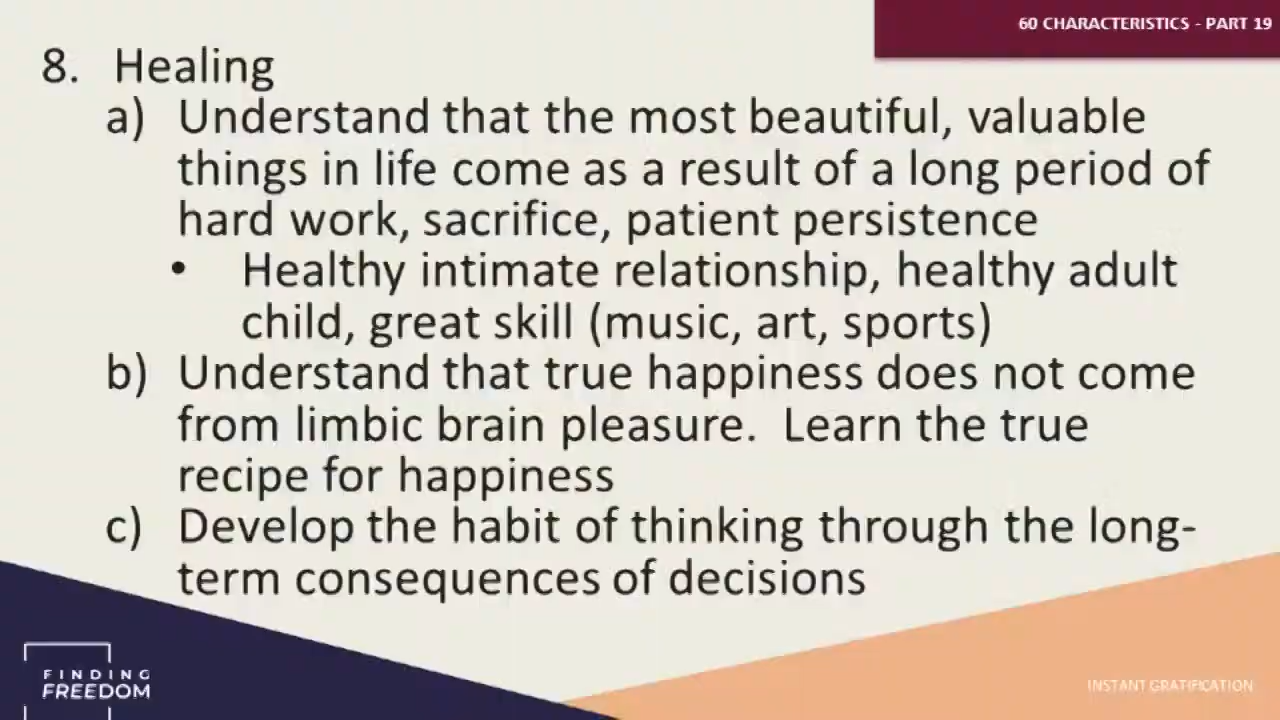 60 CHARACTERISTICS - PART 19
8. Healing
a) Understand that the most beautiful, valuable
things in life come as a result of a long period of
hard work, sacrifice, patient persistence
• Healthy intimate relationship, healthy adult
child, great skill (music, art, sports)
b) Understand that true happiness does not come
from limbic brain pleasure.  Learn the true
recipe for happiness
c) Develop the habit of thinking through the long-
term consequences of decisions
FINDING
FREEDOM
INSTANT GRATIFICATION